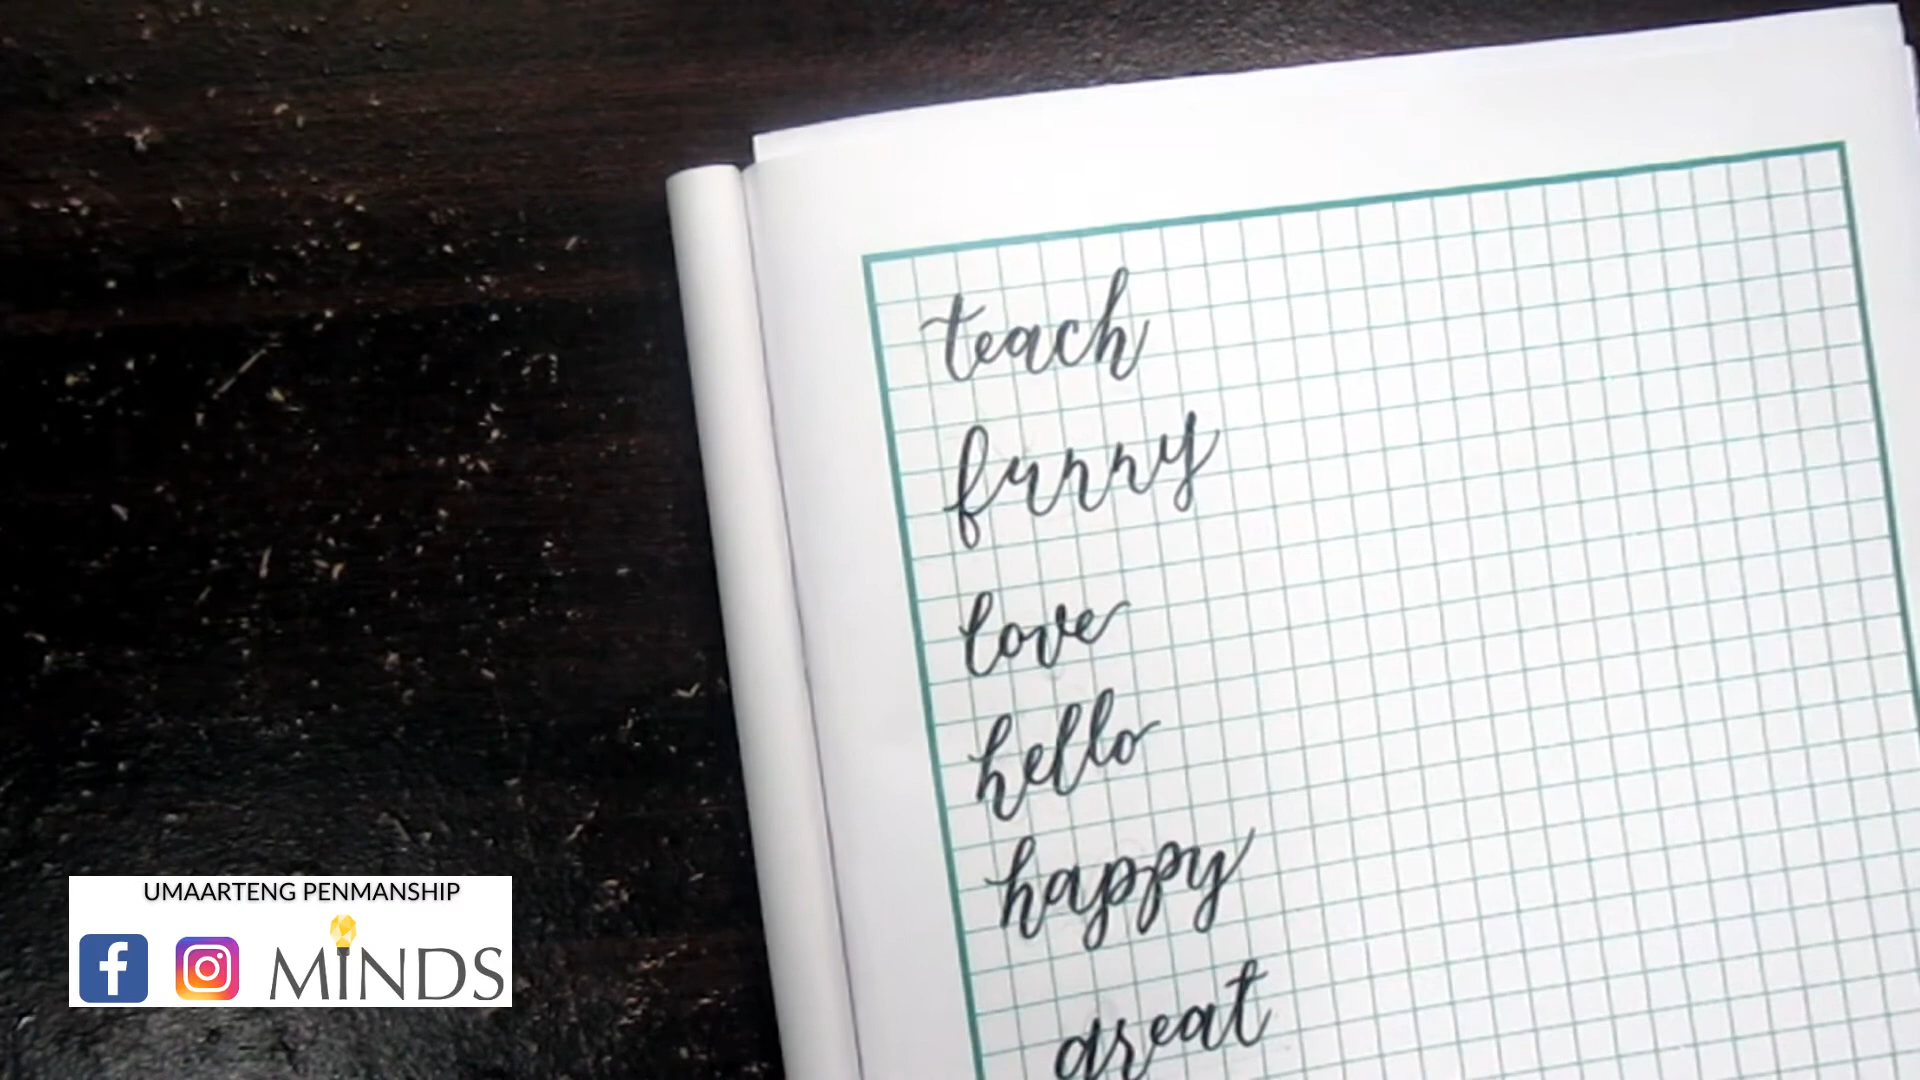 teach
funny
love
hello
happy
great
UMAARTENG PENMANSHIP
MINDS